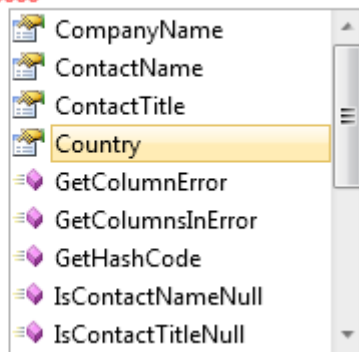 CompanyName
ContactName
ContactTitle
Country
GetColumnError
GetColumnsInError
GetHashCode
IsContactNameNull
IsContactTitleNull